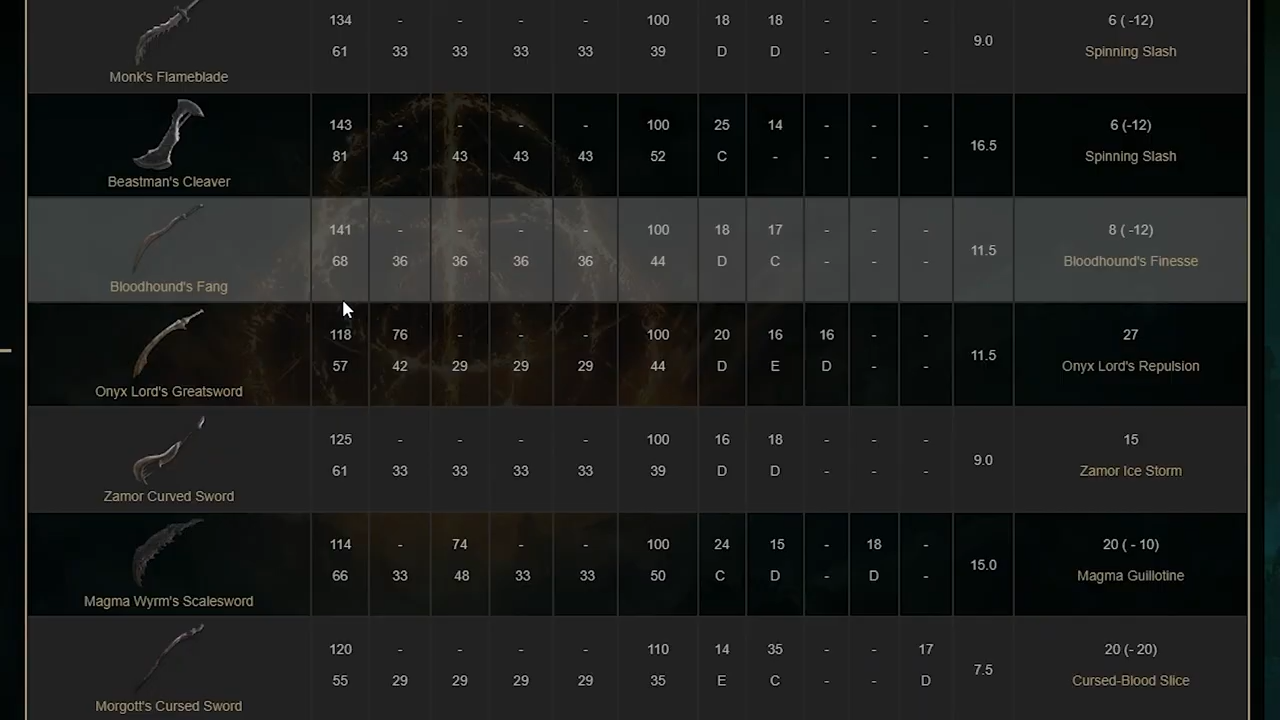 134 - - - - 100 18 18 - - - 9.0 6 ( -12)
61 33 33 33 33 39 D D - - - Spinning Slash
Monk's Flameblade
143 - - - - 100 25 14 - - - 16.5 6 (-12)
81 43 43 43 43 52 C - - - - Spinning Slash
Beastman's Cleaver
141 - - - - 100 18 17 - - - 11.5 8 ( -12)
68 36 36 36 36 44 D C - - - Bloodhound's Finesse
Bloodhound's Fang
118 76 - - - 100 20 16 16 - - 11.5 27
57 42 29 29 29 44 D E D - - Onyx Lord's Repulsion
Onyx Lord's Greatsword
125 - - - - 100 16 18 - - - 9.0 15
61 33 33 33 33 39 D D - - - Zamor Ice Storm
Zamor Curved Sword
114 - 74 - - 100 24 15 - 18 - 15.0 20 ( - 10)
66 33 48 33 33 50 C D - D - Magma Guillotine
Magma Wyrm's Scalesword
120 - - - - 110 14 35 - - 17 7.5 20 (- 20)
55 29 29 29 29 35 E C - - D Cursed-Blood Slice
Morgott's Cursed Sword